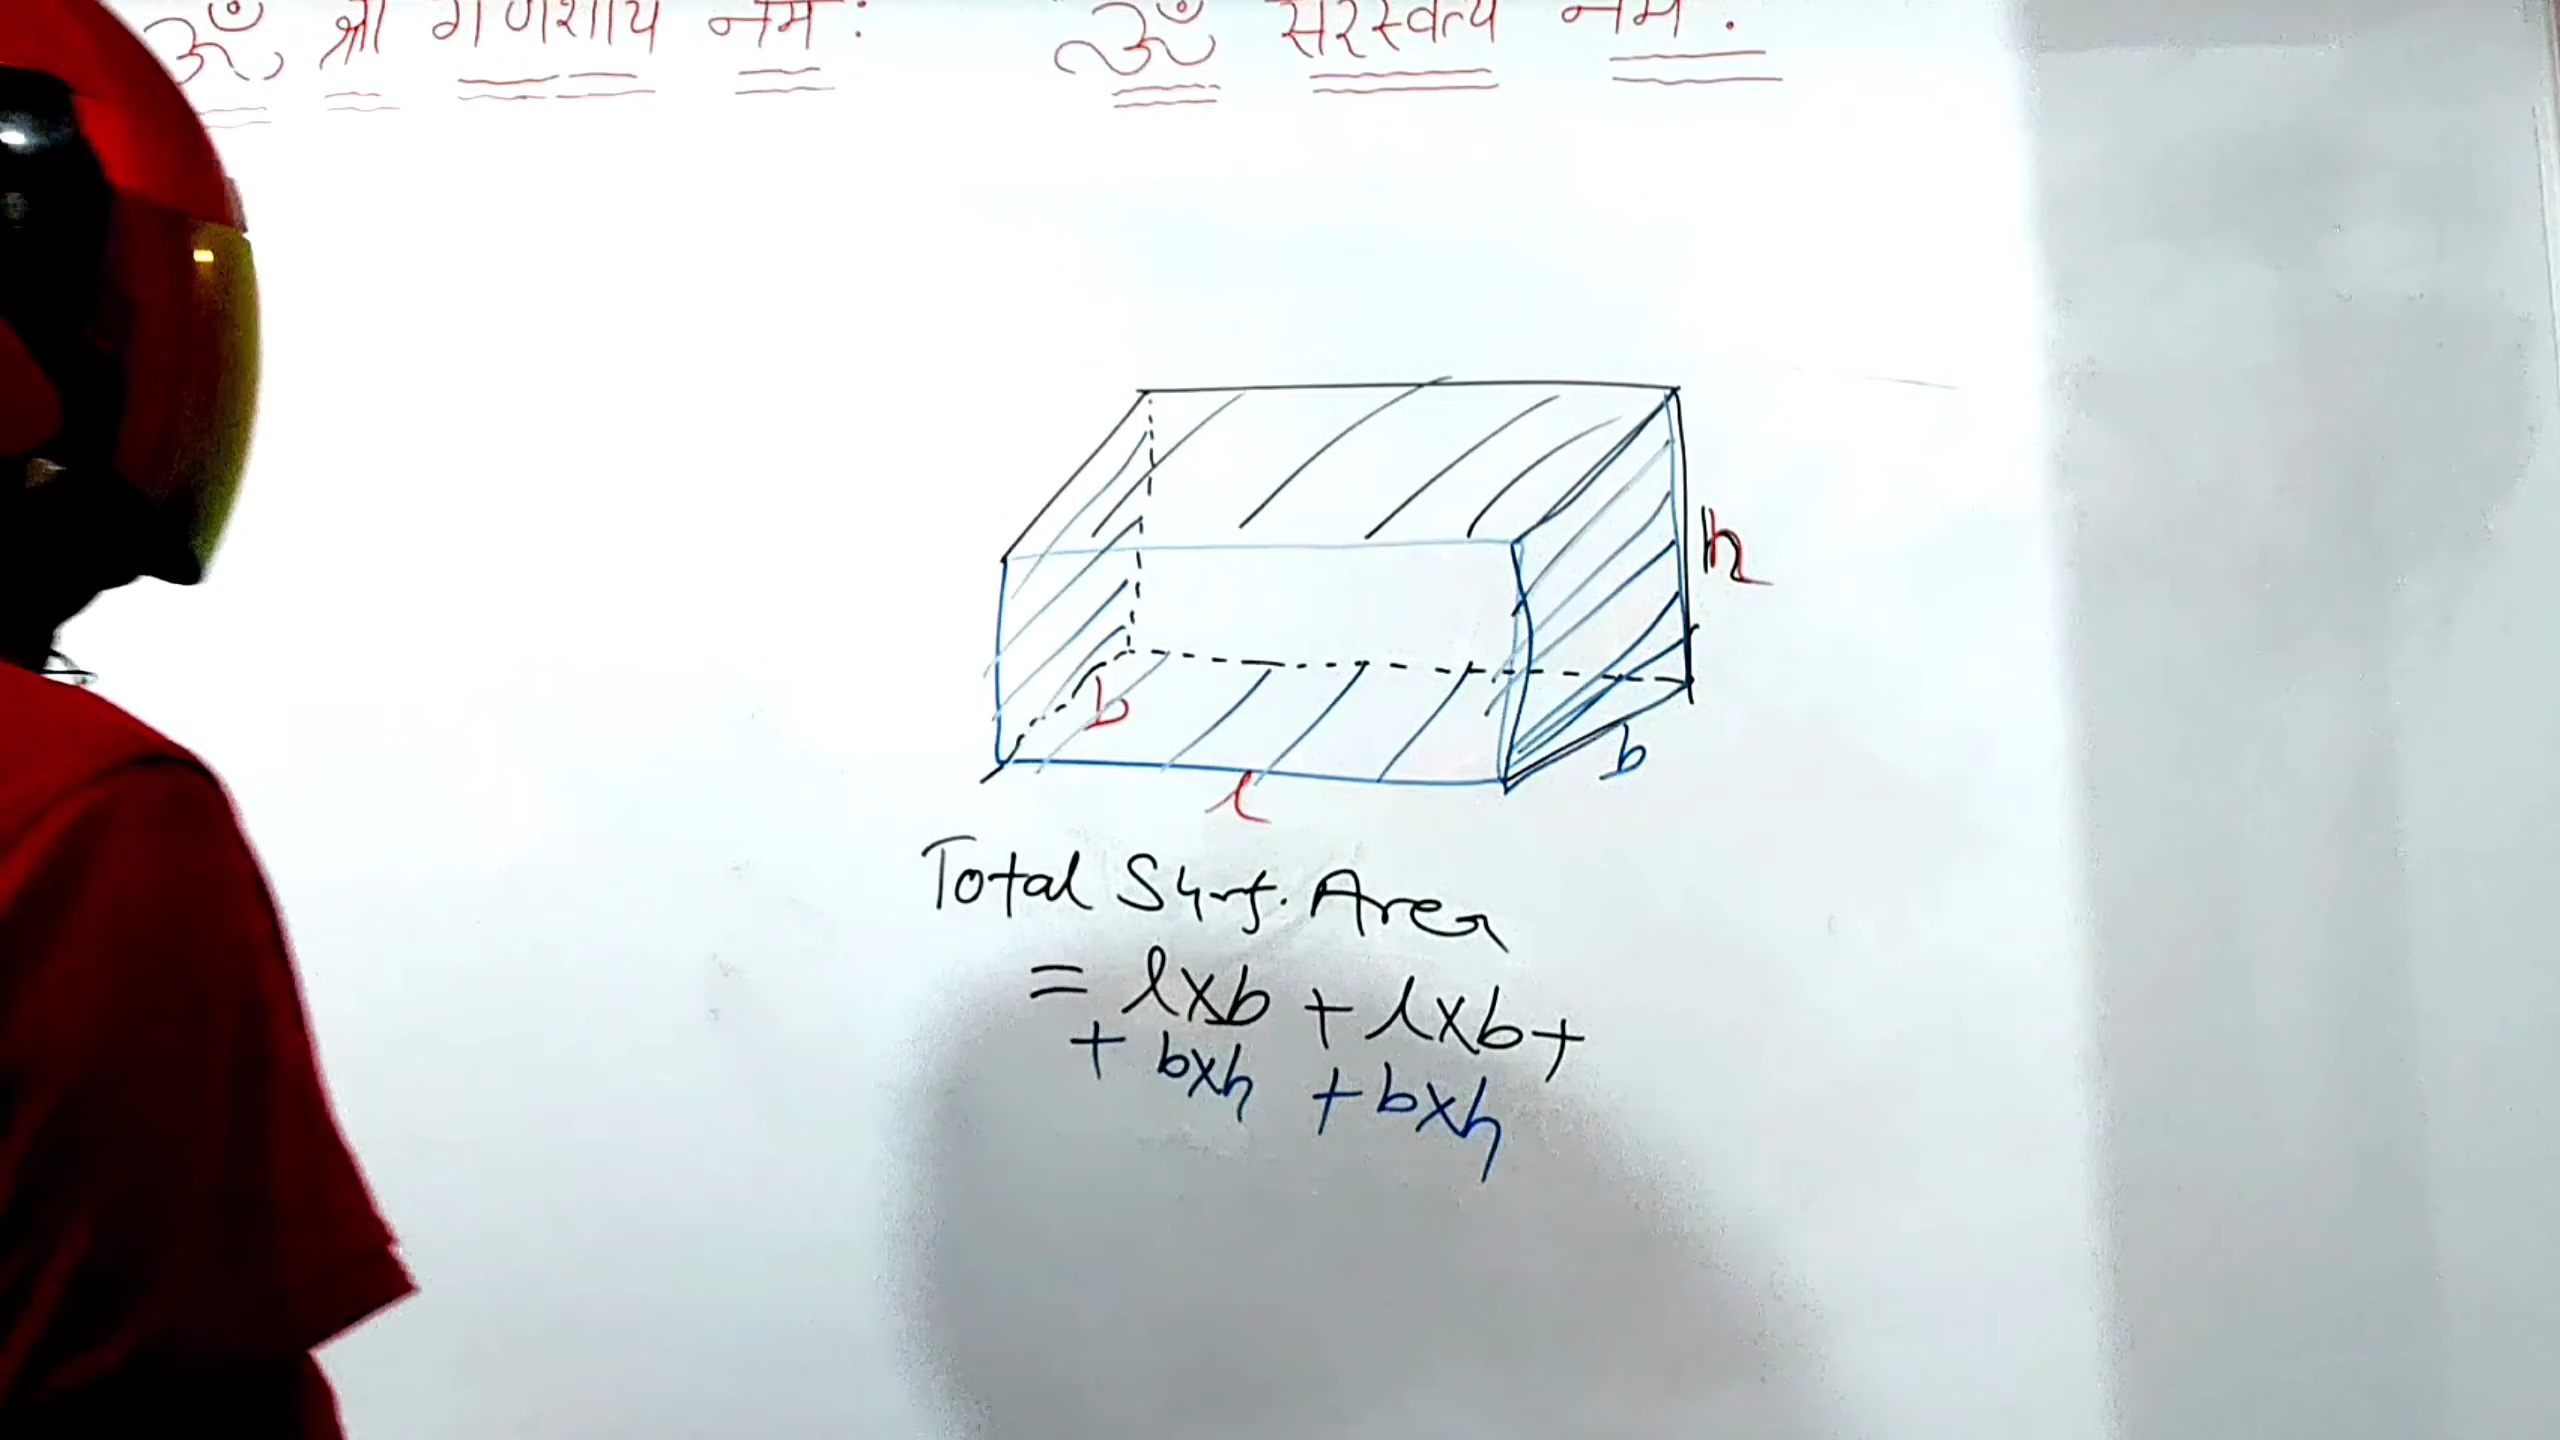 ॐ श्री गणेशाय नमः ॐ सरस्वत्यै नमः
h
b
b
l
Total Surf. Area
= l×b + l×b +
+ b×h + b×h